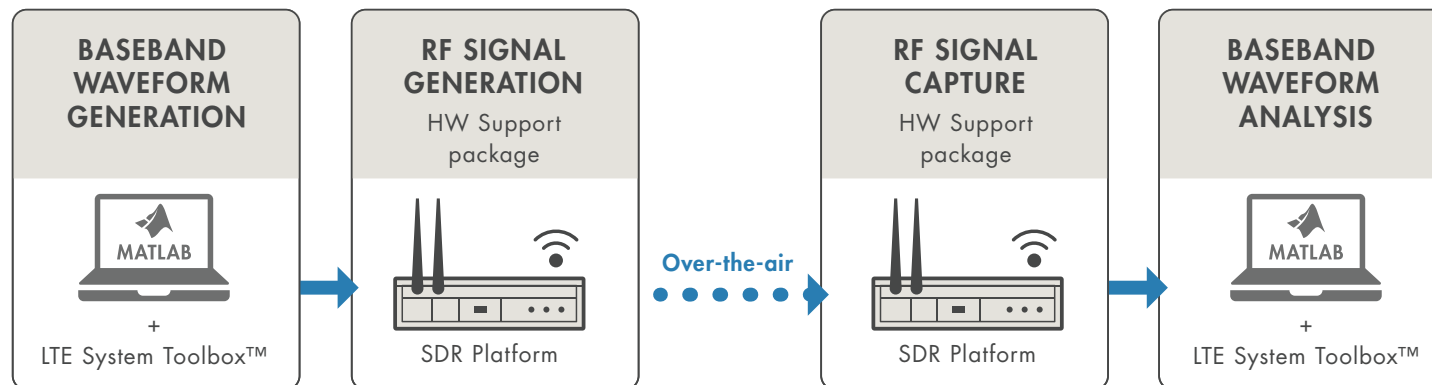 BASEBAND
WAVEFORM
GENERATION
MATLAB
+
LTE System Toolbox™
RF SIGNAL
GENERATION
HW Support
package
SDR Platform
Over-the-air
RF SIGNAL
CAPTURE
HW Support
package
SDR Platform
BASEBAND
WAVEFORM
ANALYSIS
MATLAB
+
LTE System Toolbox™